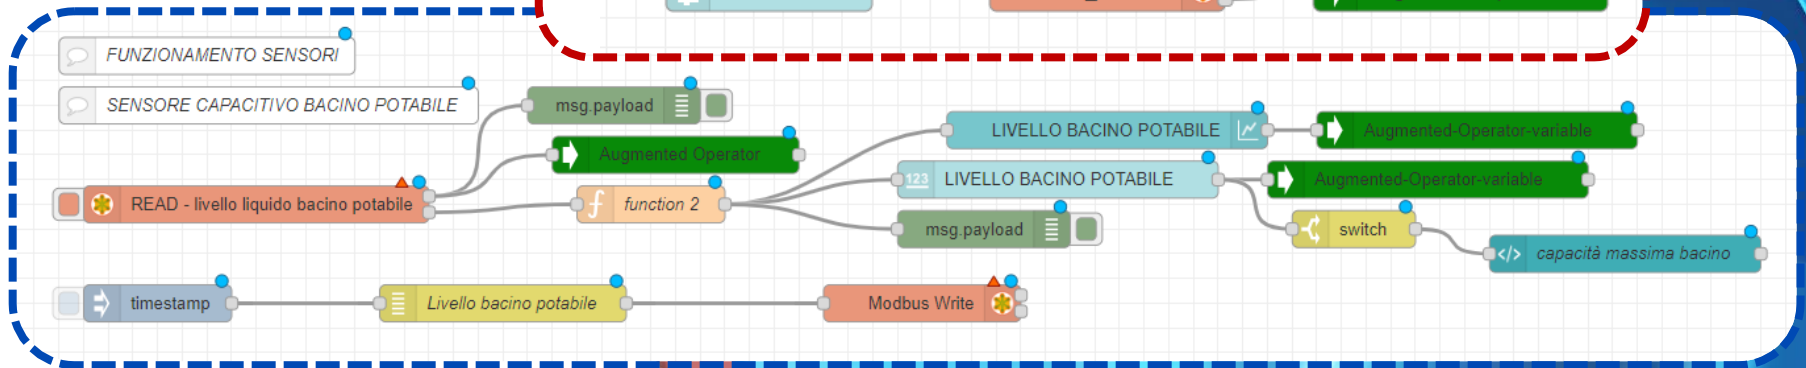 FUNZIONAMENTO SENSORI
SENSORE CAPACITIVO BACINO POTABILE
msg.payload
LIVELLO BACINO POTABILE
Augmented-Operator-variable
Augmented Operator
123 LIVELLO BACINO POTABILE
Augmented-Operator-variable
READ - livello liquido bacino potabile
function 2
msg.payload
switch
capacità massima bacino
timestamp
Livello bacino potabile
Modbus Write